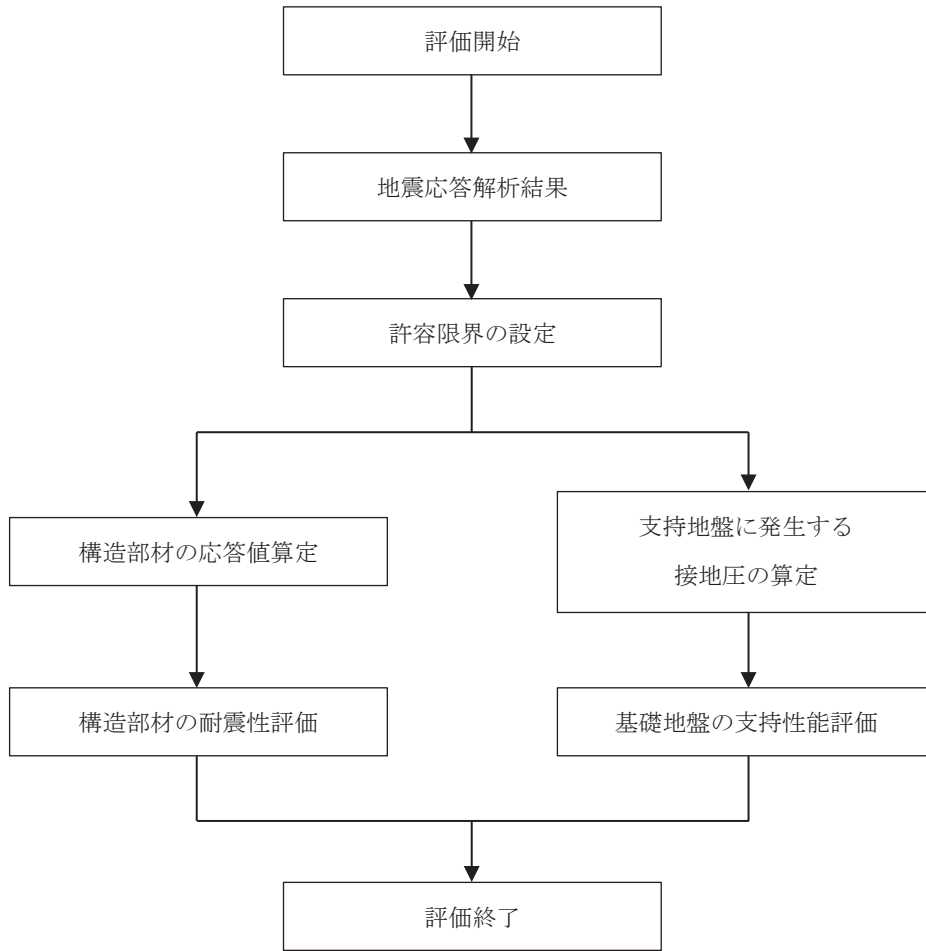 評価開始
地震応答解析結果
許容限界の設定
構造部材の応答値算定
支持地盤に発生する
接地圧の算定
構造部材の耐震性評価
基礎地盤の支持性能評価
評価終了